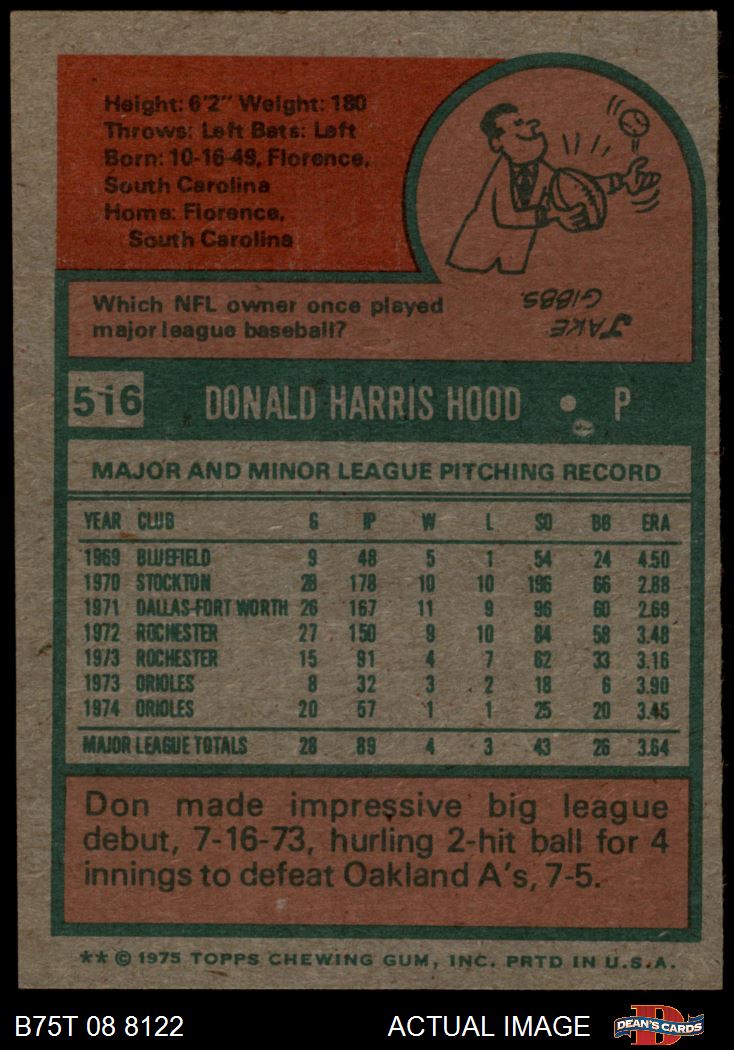 Height: 6'2" Weight: 180
Throws: Left Bats: Left
Born: 10-16-49, Florence,
South Carolina
Home: Florence,
South Carolina
Which NFL owner once played
major league baseball?
JAKE
GIBBS.
516 DONALD HARRIS HOOD • P
MAJOR AND MINOR LEAGUE PITCHING RECORD
YEAR CLUB G IP W L SO BB ERA
1969 BLUEFIELD 9 48 5 1 54 24 4.50
1970 STOCKTON 28 178 10 10 196 66 2.88
1971 DALLAS-FORT WORTH 26 167 11 9 96 60 2.69
1972 ROCHESTER 27 150 9 10 84 58 3.48
1973 ROCHESTER 15 91 4 7 62 33 3.16
1973 ORIOLES 8 32 3 2 18 6 3.90
1974 ORIOLES 20 57 1 1 25 20 3.45
MAJOR LEAGUE TOTALS 28 89 4 3 43 26 3.64
Don made impressive big league
debut, 7-16-73, hurling 2-hit ball for 4
innings to defeat Oakland A's, 7-5.
** © 1975 TOPPS CHEWING GUM, INC. PRTD IN U.S.A.
B75T 08 8122 ACTUAL IMAGE D DEAN'S CARDS